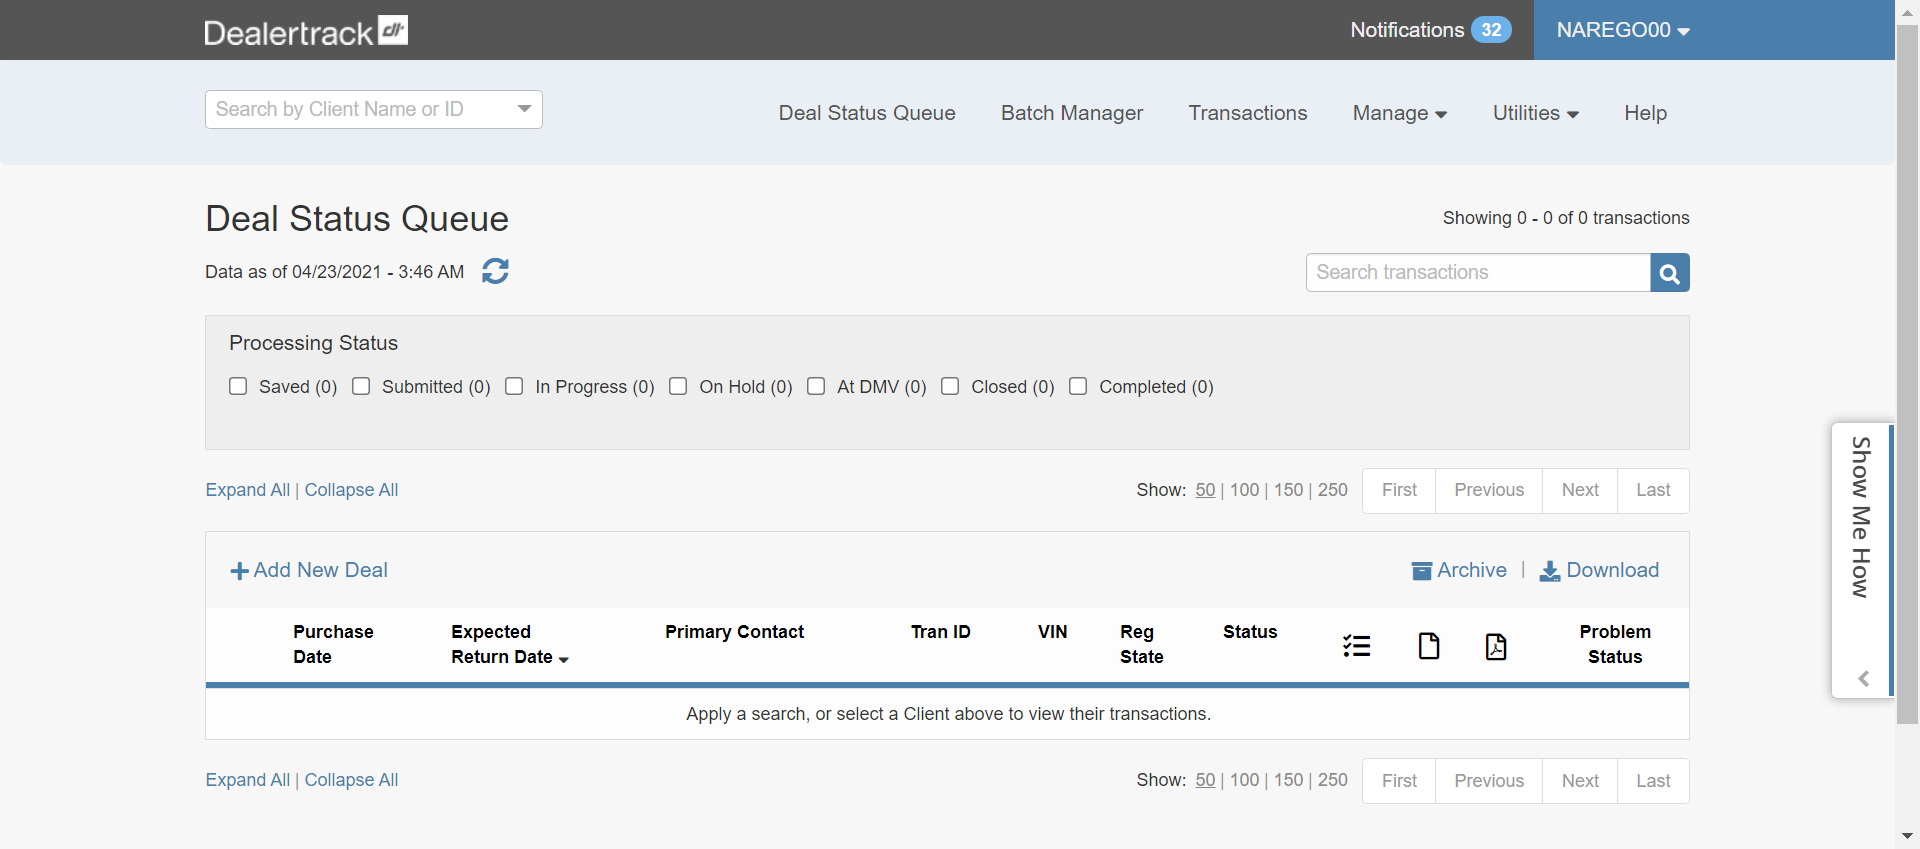 Dealertrack dt
Notifications 32
NAREGO00
Search by Client Name or ID
Deal Status Queue
Batch Manager
Transactions
Manage
Utilities
Help
Deal Status Queue
Showing 0 - 0 of 0 transactions
Data as of 04/23/2021 - 3:46 AM
Search transactions
Processing Status
Saved (0)
Submitted (0)
In Progress (0)
On Hold (0)
At DMV (0)
Closed (0)
Completed (0)
Expand All | Collapse All
Show: 50 | 100 | 150 | 250
First
Previous
Next
Last
Add New Deal
Archive | Download
Purchase
Date
Expected
Return Date
Primary Contact
Tran ID
VIN
Reg
State
Status
Problem
Status
Apply a search, or select a Client above to view their transactions.
Expand All | Collapse All
Show: 50 | 100 | 150 | 250
First
Previous
Next
Last
Show Me How